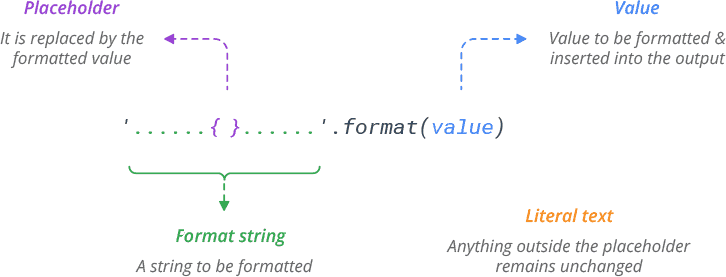 Placeholder
It is replaced by the
formatted value
Value
Value to be formatted &
inserted into the output
'......{ }......'.format(value)
Format string
A string to be formatted
Literal text
Anything outside the placeholder
remains unchanged